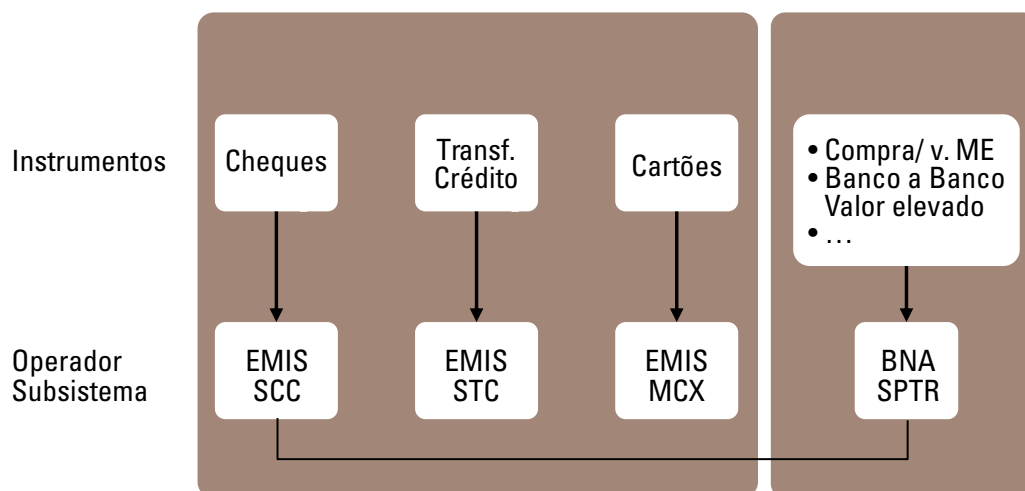 Instrumentos
Cheques
Transf.
Crédito
Cartões
• Compra/ v. ME
• Banco a Banco
Valor elevado
• …
Operador
Subsistema
EMIS
SCC
EMIS
STC
EMIS
MCX
BNA
SPTR